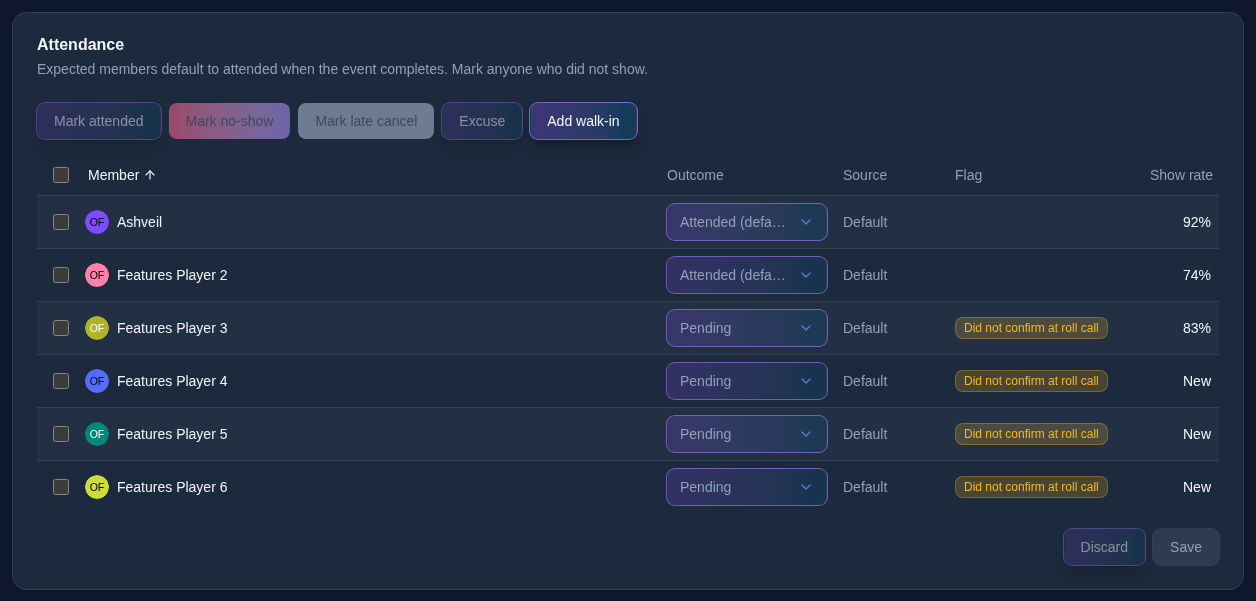 Attendance
Expected members default to attended when the event completes. Mark anyone who did not show.
Mark attended Mark no-show Mark late cancel Excuse Add walk-in
Member ↑ Outcome Source Flag Show rate
OF Ashveil Attended (defa… Default 92%
OF Features Player 2 Attended (defa… Default 74%
OF Features Player 3 Pending Default Did not confirm at roll call 83%
OF Features Player 4 Pending Default Did not confirm at roll call New
OF Features Player 5 Pending Default Did not confirm at roll call New
OF Features Player 6 Pending Default Did not confirm at roll call New
Discard Save